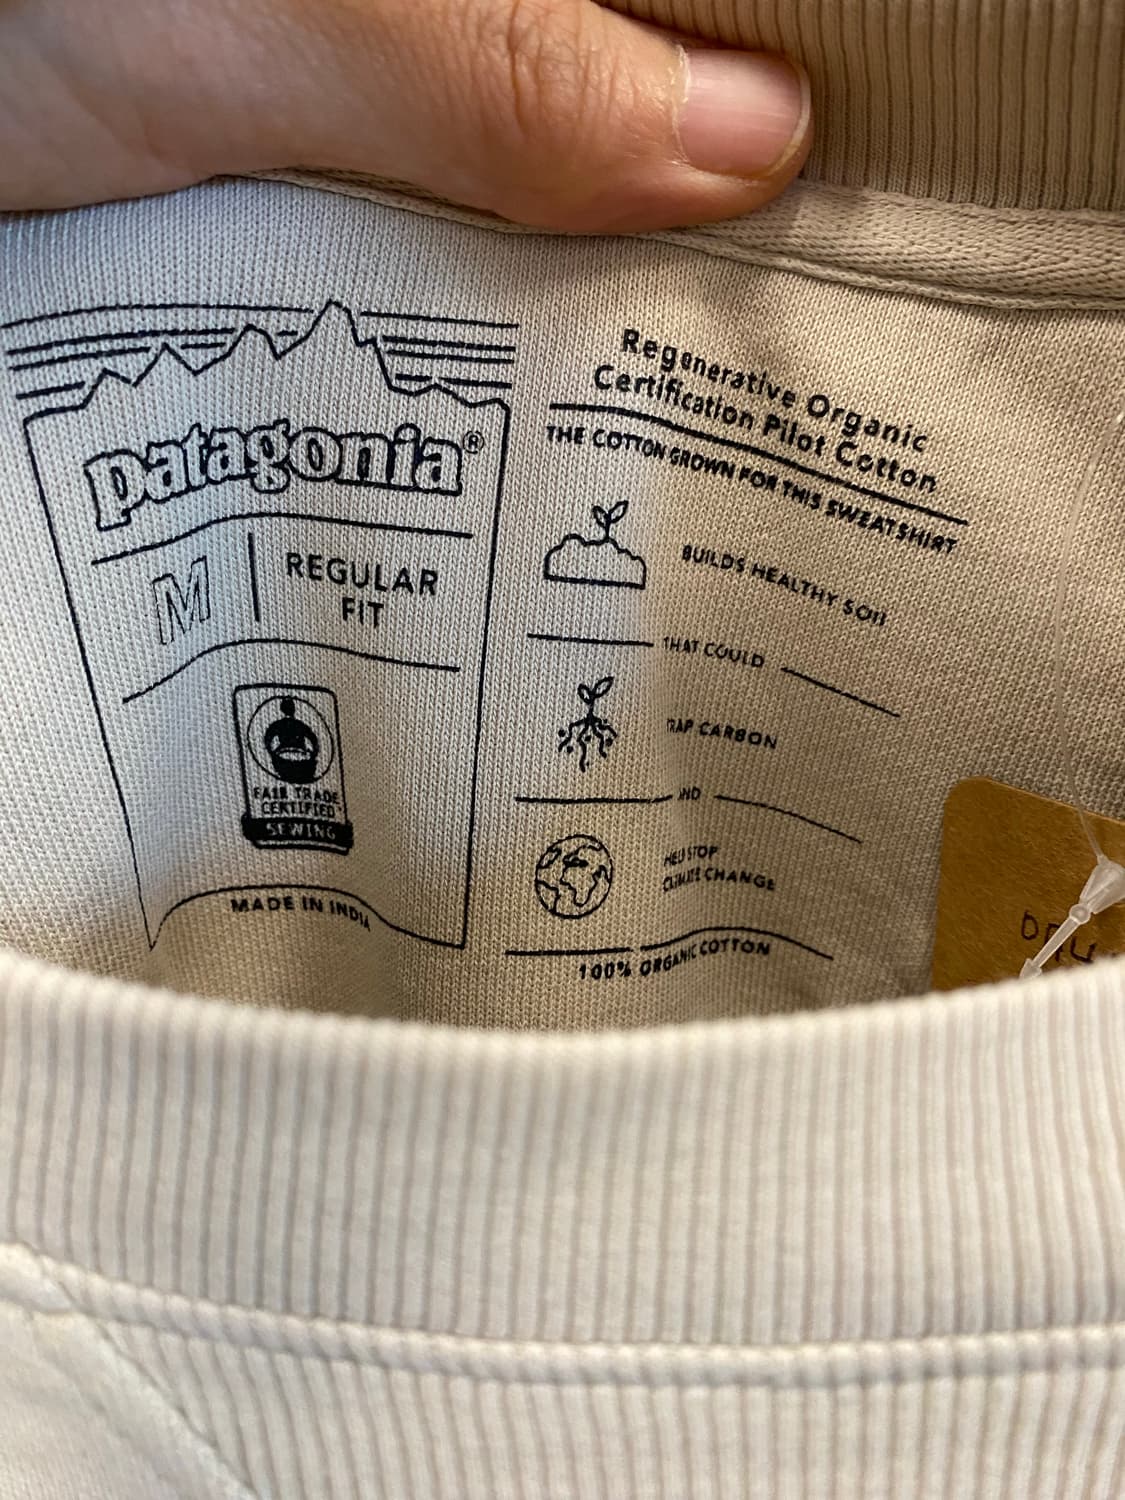 patagonia®
M
REGULAR
FIT
FAIR TRADE
CERTIFIED
SEWING
MADE IN INDIA
Regenerative Organic
Certification Pilot Cotton
THE COTTON GROWN FOR THIS SWEATSHIRT
BUILDS HEALTHY SOIL
THAT COULD
TRAP CARBON
AND
HELP STOP
CLIMATE CHANGE
100% ORGANIC COTTON